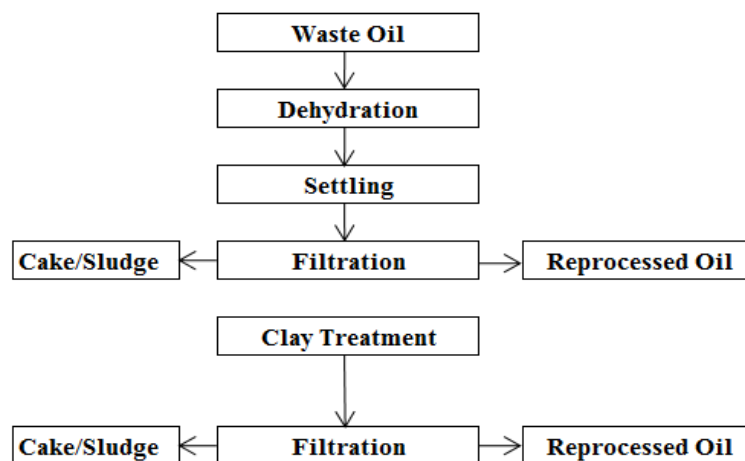 Waste Oil
Dehydration
Settling
Cake/Sludge
Filtration
Reprocessed Oil
Clay Treatment
Cake/Sludge
Filtration
Reprocessed Oil